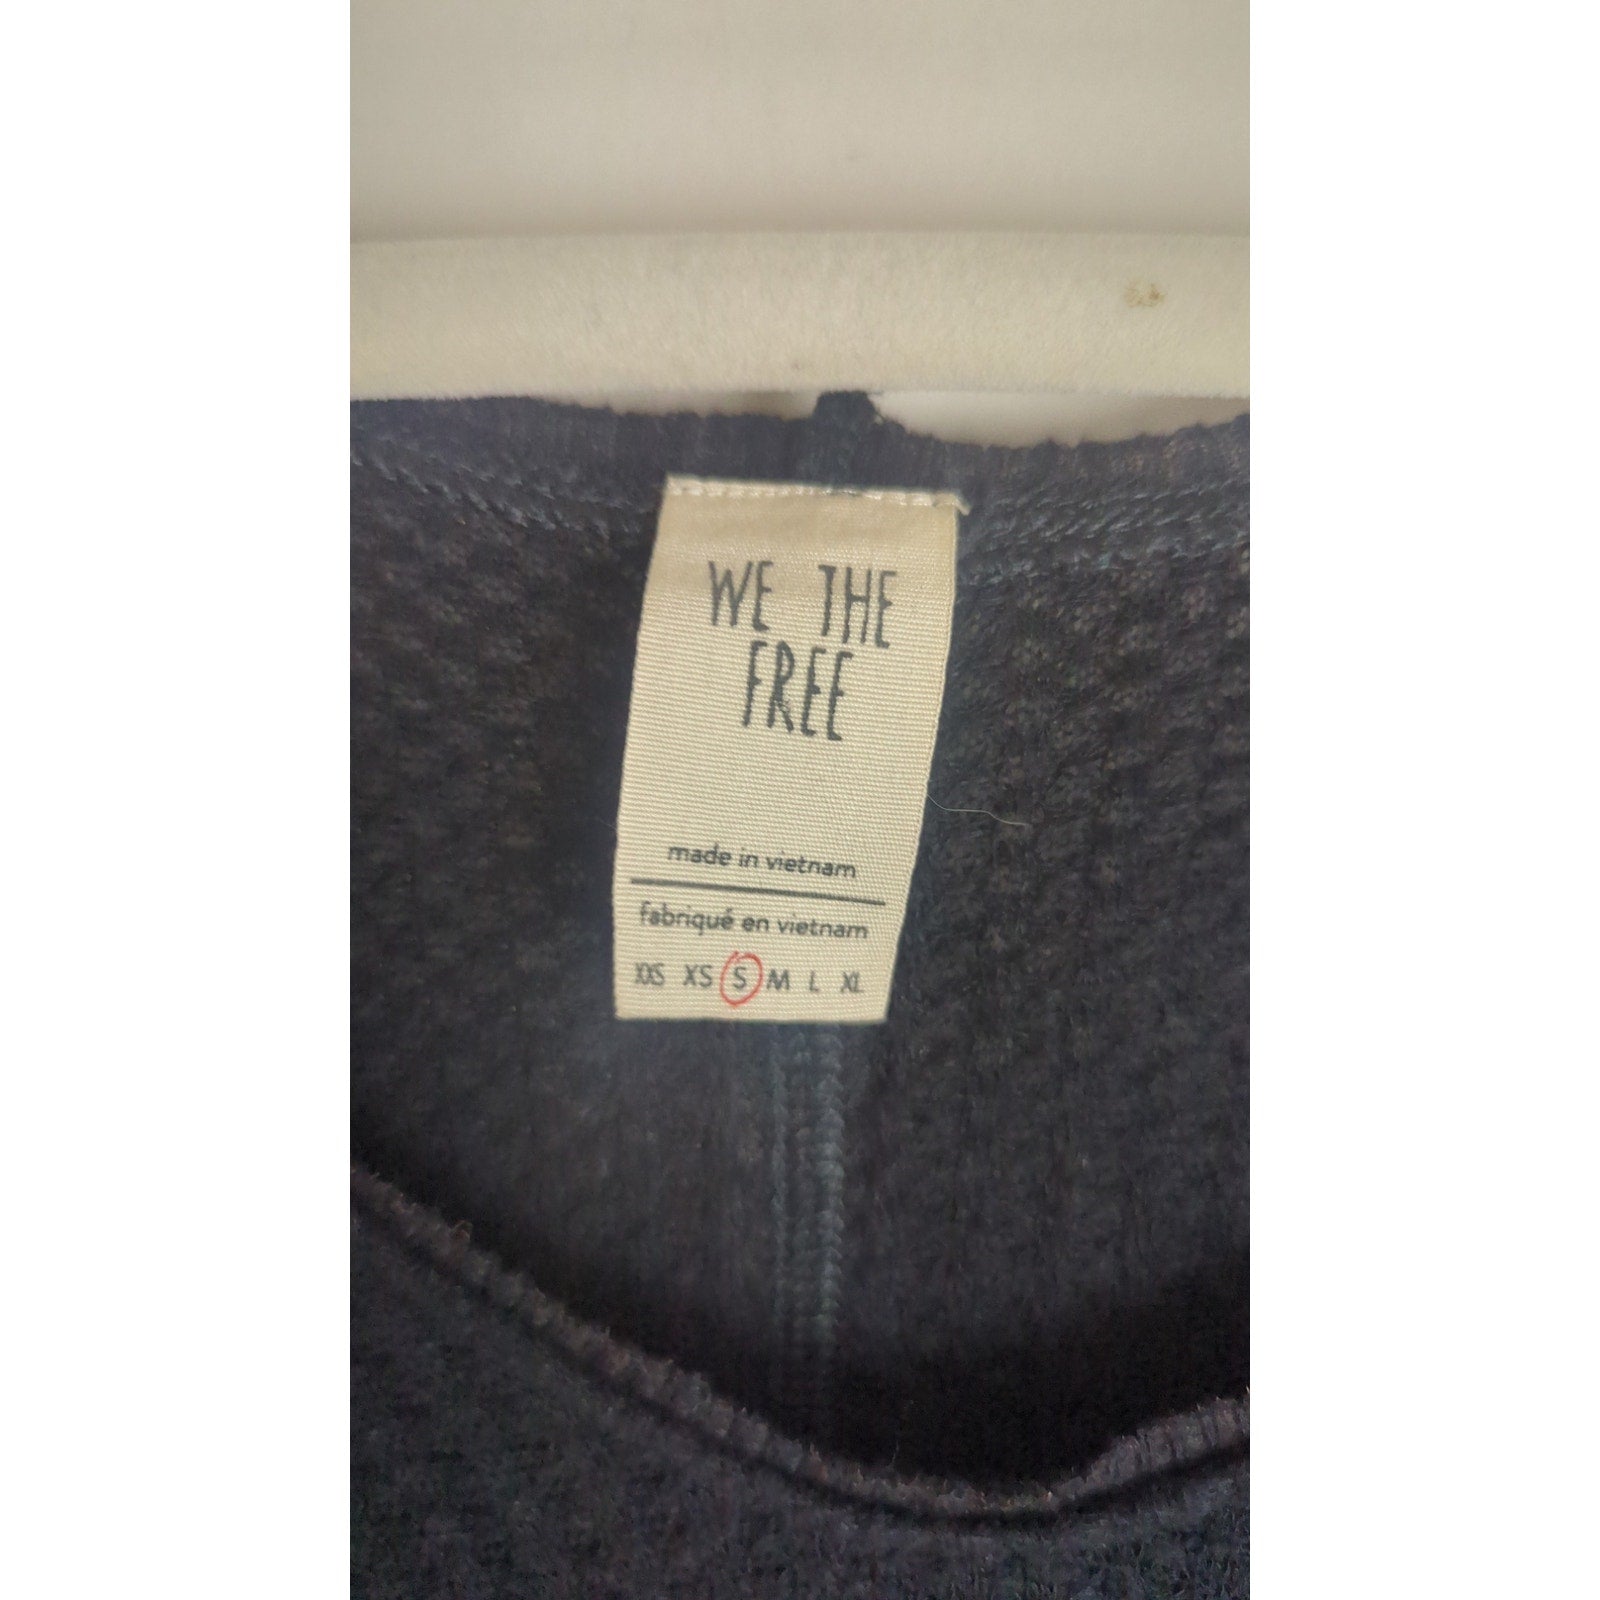 WE THE
FREE
made in vietnam
fabriqué en vietnam
XXS XS S M L XL